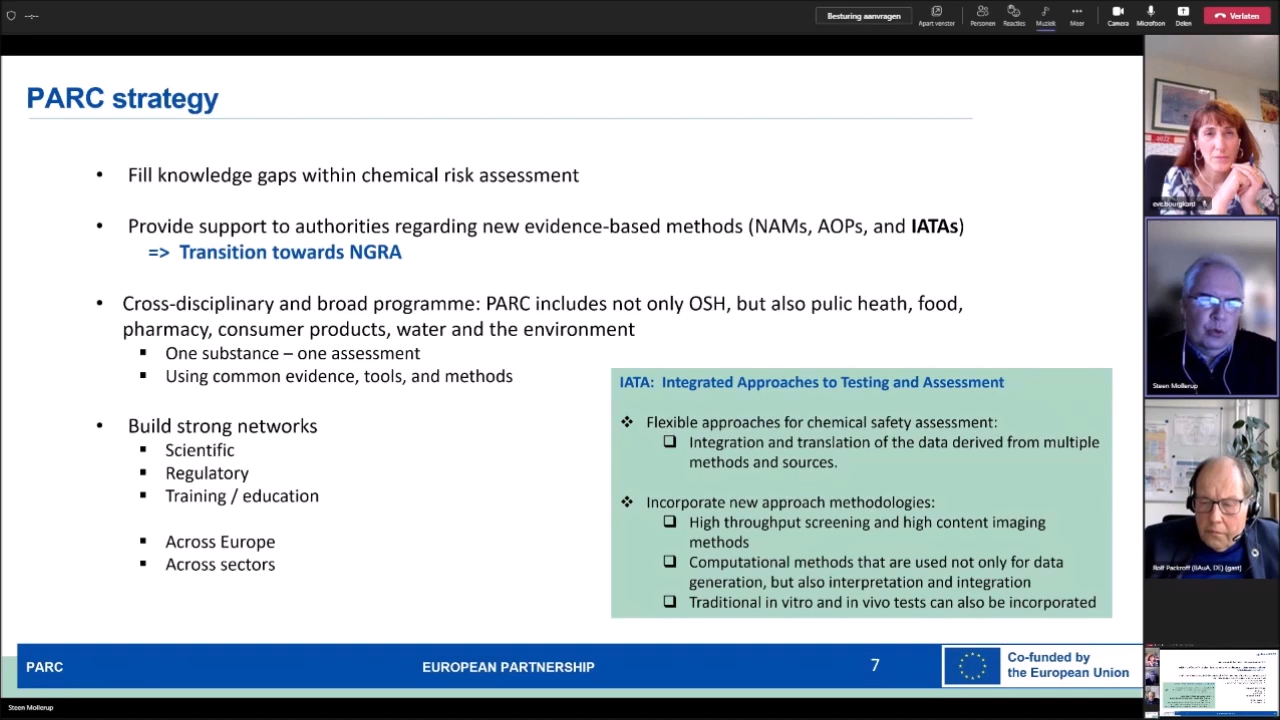 Besturing aanvragen
Apart venster
Personen
Reacties
Muziek
Meer
Camera
Microfoon
Delen
Verlaten
PARC strategy
• Fill knowledge gaps within chemical risk assessment
• Provide support to authorities regarding new evidence-based methods (NAMs, AOPs, and IATAs)
=> Transition towards NGRA
• Cross-disciplinary and broad programme: PARC includes not only OSH, but also pulic heath, food,
pharmacy, consumer products, water and the environment
▪ One substance – one assessment
▪ Using common evidence, tools, and methods
• Build strong networks
▪ Scientific
▪ Regulatory
▪ Training / education
▪ Across Europe
▪ Across sectors
IATA: Integrated Approaches to Testing and Assessment
❖ Flexible approaches for chemical safety assessment:
❑ Integration and translation of the data derived from multiple
methods and sources.
❖ Incorporate new approach methodologies:
❑ High throughput screening and high content imaging
methods
❑ Computational methods that are used not only for data
generation, but also interpretation and integration
❑ Traditional in vitro and in vivo tests can also be incorporated
PARC
EUROPEAN PARTNERSHIP
7
Co-funded by
the European Union
Steen Mollerup
eve.bourgkard
Steen Mollerup
Rolf Packroff (BAuA, DE) (gast)